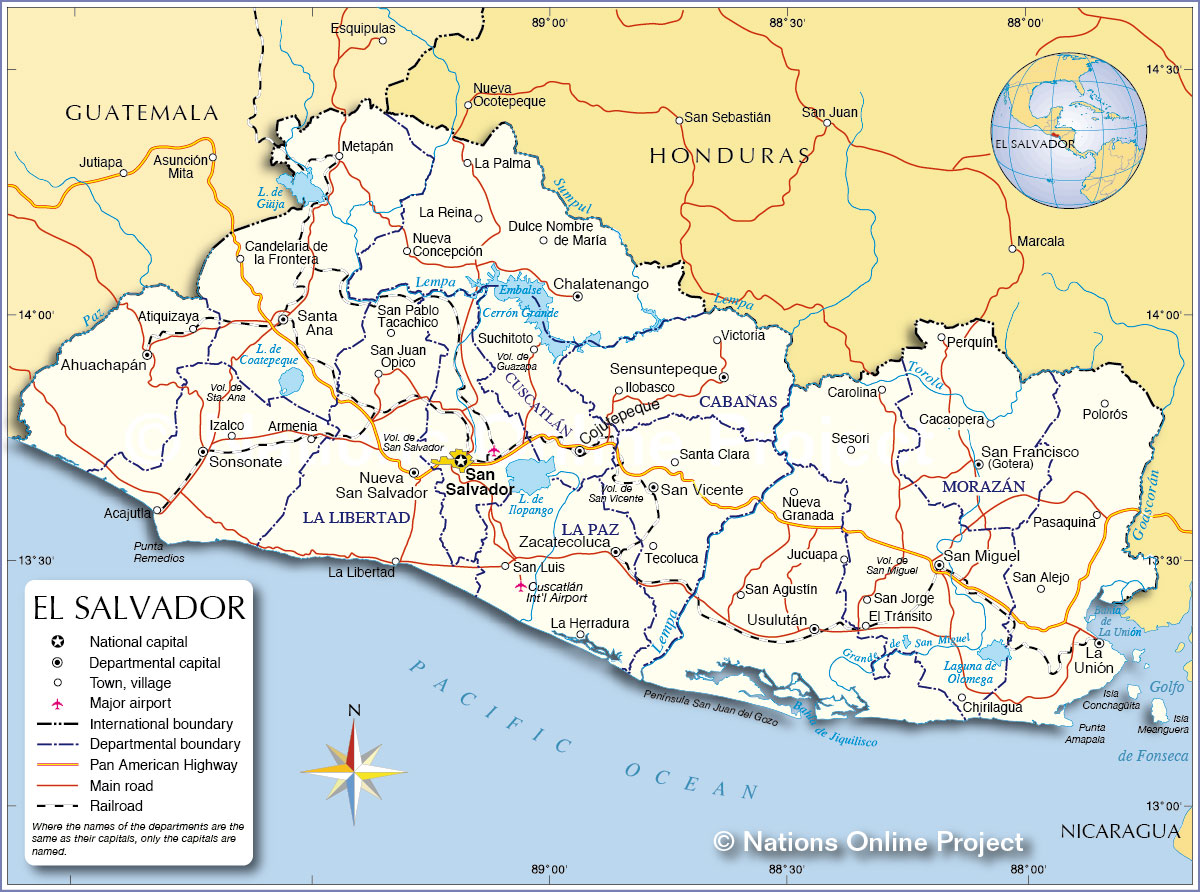 89°00'
88°30'
88°00'
Esquipulas
14°30'
Nueva
Ocotepeque
GUATEMALA
San Sebastián
San Juan
HONDURAS
EL SALVADOR
Jutiapa
Asunción
Mita
Metapán
La Palma
L. de
Güija
Sumpul
La Reina
Dulce Nombre
de María
Nueva
Concepción
Candelaria de
la Frontera
Marcala
Lempa
Embalse
Cerrón Grande
Chalatenango
Lempa
14°00'
14°00'
Paz
Atiquizaya
Santa
Ana
San Pablo
Tacachico
Suchitoto
Victoria
Perquín
Ahuachapán
L. de
Coatepeque
San Juan
Opico
Vol. de
Guazapa
Sensuntepeque
Ilobasco
Torola
Vol. de
Sta. Ana
CUSCATLÁN
Cojutepeque
CABAÑAS
Carolina
Cacaopera
Polorós
Izalco
Armenia
Vol. de
San Salvador
Sesori
Sonsonate
Santa Clara
San Francisco
(Gotera)
Nueva
San Salvador
San
Salvador
L. de
Ilopango
Vol. de
San Vicente
San Vicente
MORAZÁN
Nueva
Granada
Goascorán
Acajutla
LA LIBERTAD
LA PAZ
Pasaquina
Punta
Remedios
Zacatecoluca
Tecoluca
Jucuapa
Vol. de
San Miguel
San Miguel
13°30'
13°30'
La Libertad
San Luis
Cuscatlán
Int'l Airport
San Agustín
San Jorge
San Alejo
La Herradura
Lempa
Usulután
El Tránsito
Bahía
de
La Unión
Grande de San Miguel
Laguna de
Olomega
La
Unión
Península San Juan del Gozo
Bahía de Jiquilisco
Chirilagua
Isla
Conchagüita
Golfo
Isla
Meanguera
Punta
Amapala
de Fonseca
PACIFIC OCEAN
N
EL SALVADOR
National capital
Departmental capital
Town, village
Major airport
International boundary
Departmental boundary
Pan American Highway
Main road
Railroad
Where the names of the departments are the
same as their capitals, only the capitals are
named.
13°00'
NICARAGUA
© Nations Online Project
89°00'
88°30'
88°00'